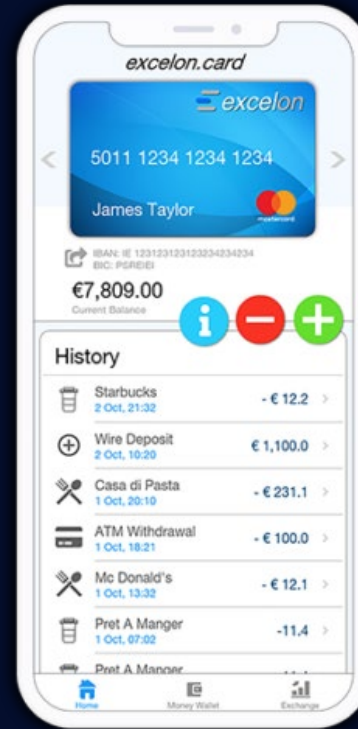 excelon.card
excelon
5011 1234 1234 1234
James Taylor
mastercard
IBAN: IE 123123123123234234234
BIC: PSREIEI
€7,809.00
Current Balance
History
Starbucks
2 Oct, 21:32
- € 12.2
Wire Deposit
2 Oct, 10:20
€ 1,100.0
Casa di Pasta
1 Oct, 20:10
- € 231.1
ATM Withdrawal
1 Oct, 18:21
- € 100.0
Mc Donald's
1 Oct, 13:32
- € 12.1
Pret A Manger
1 Oct, 07:02
-11.4
Pret A Manger
Home
Money Wallet
Exchange